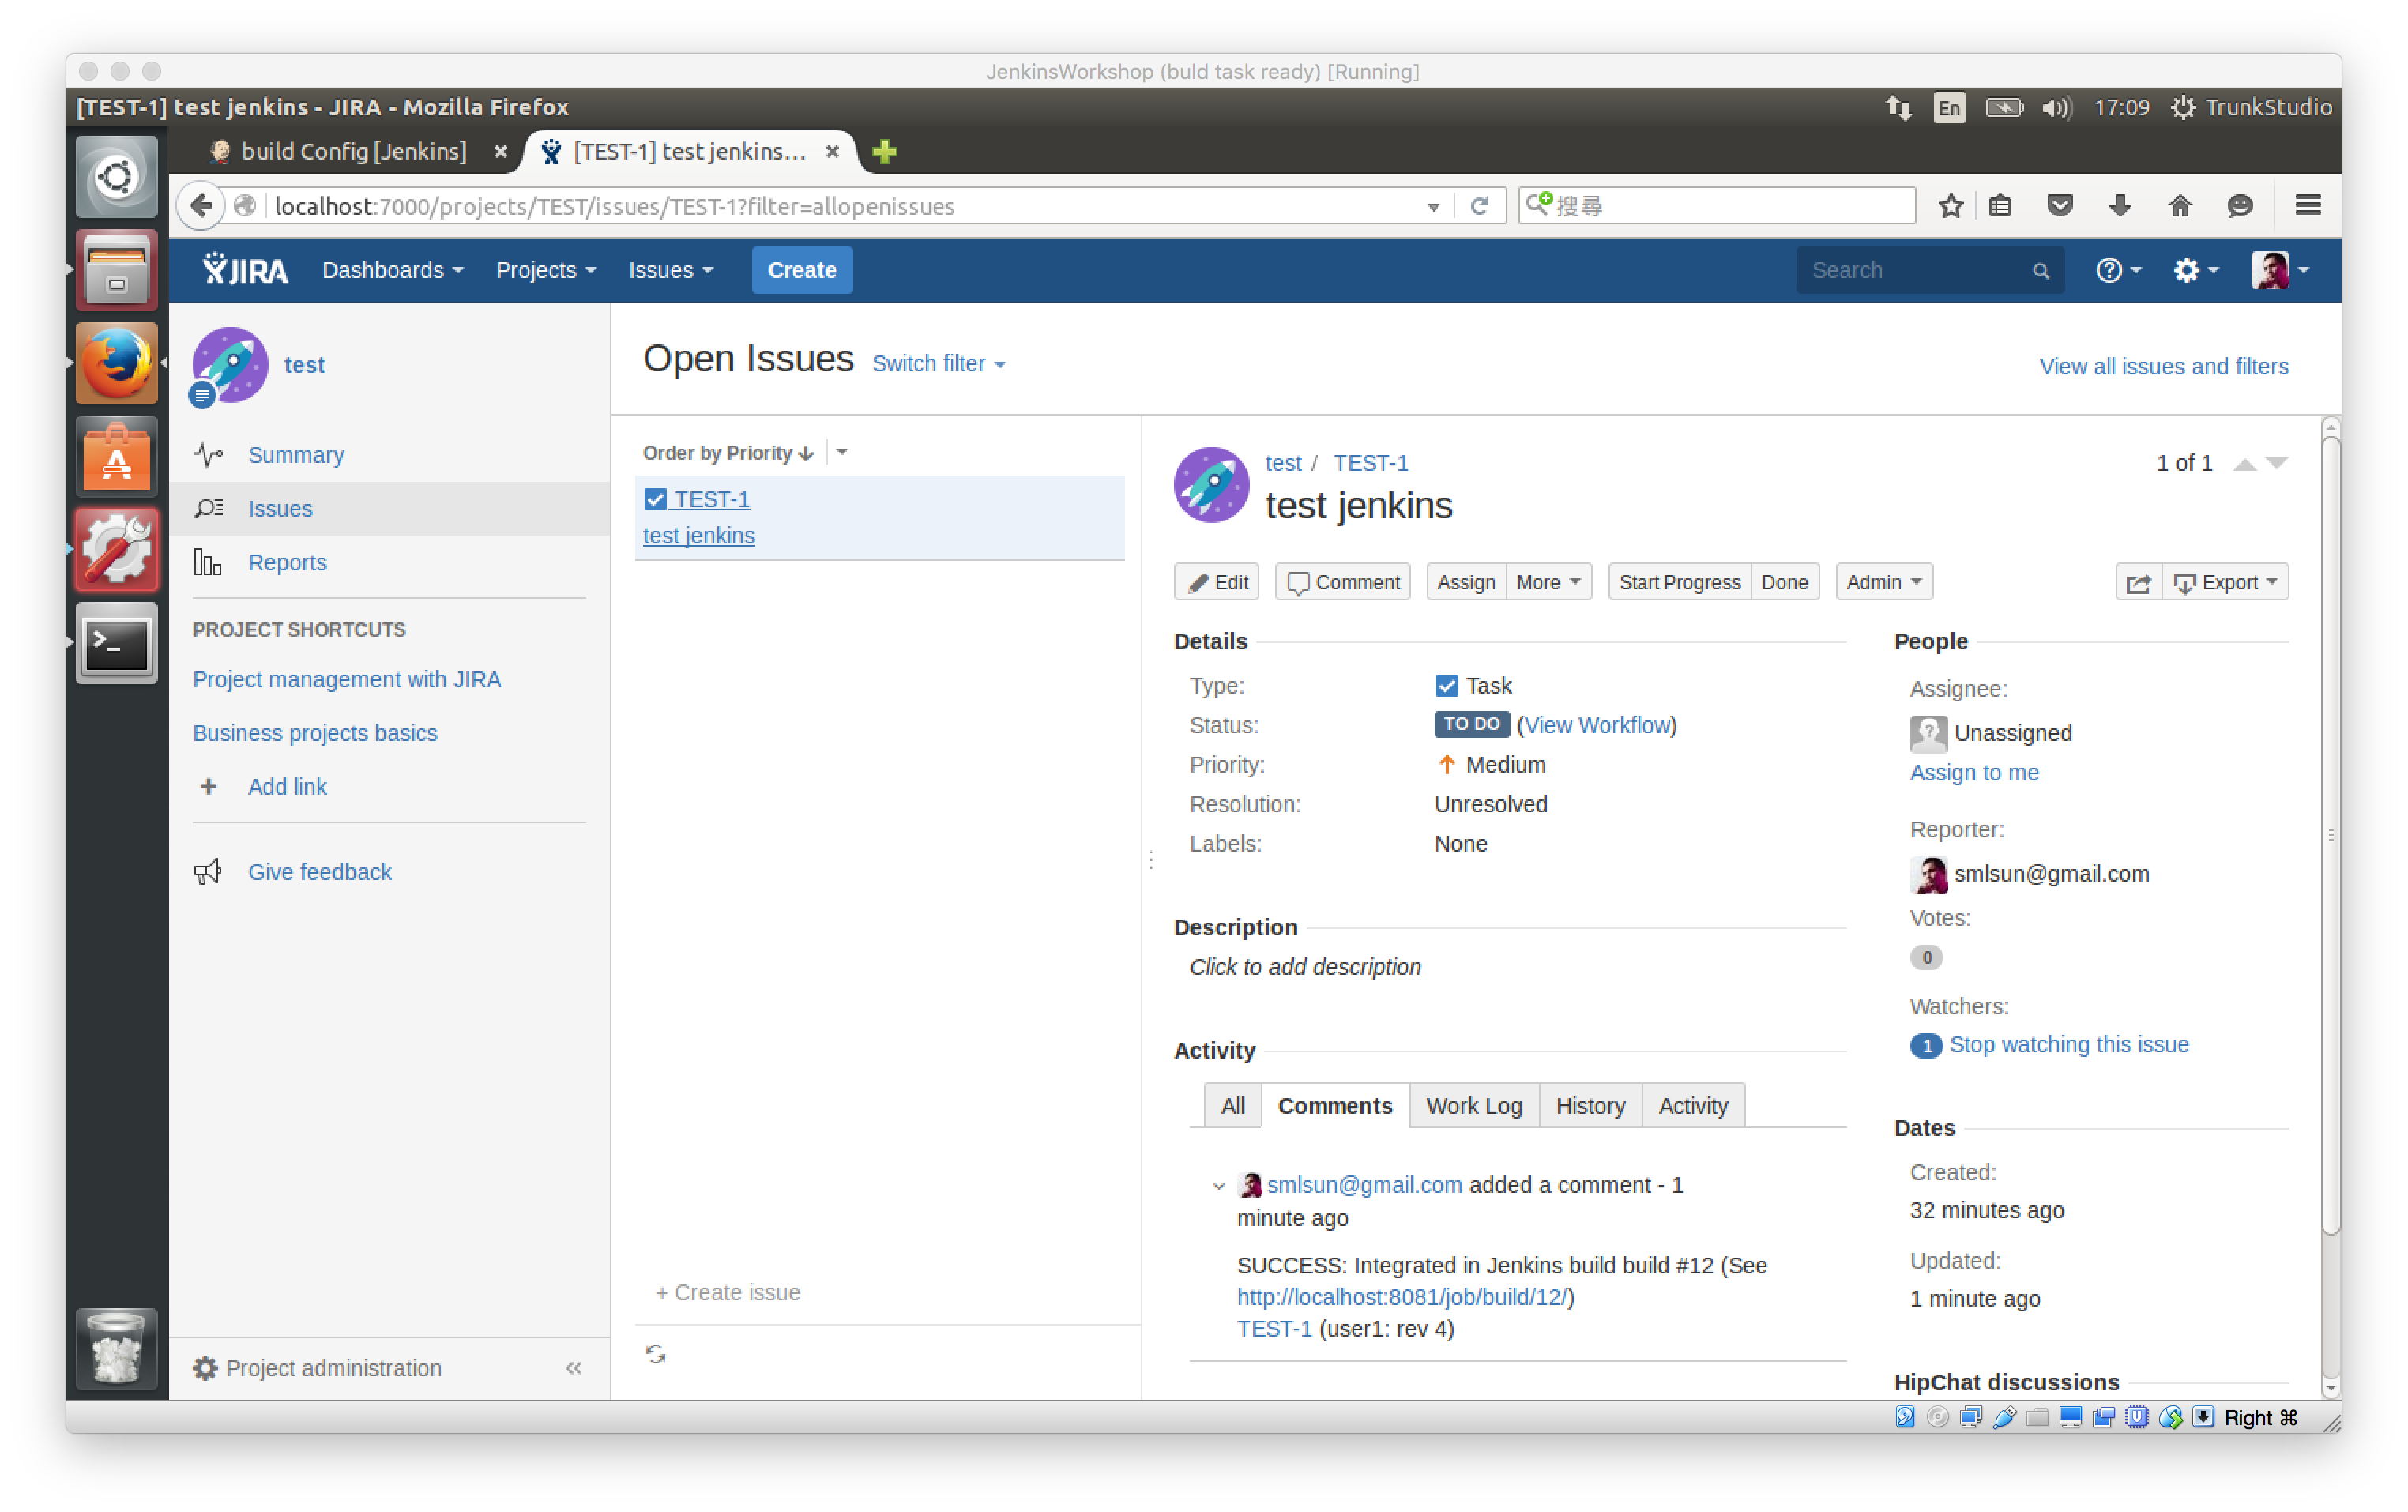 JenkinsWorkshop (buld task ready) [Running]
[TEST-1] test jenkins - JIRA - Mozilla Firefox
En
17:09
TrunkStudio
build Config [Jenkins]
[TEST-1] test jenkins...
localhost:7000/projects/TEST/issues/TEST-1?filter=allopenissues
搜尋
JIRA
Dashboards
Projects
Issues
Create
Search
test
Summary
Issues
Reports
PROJECT SHORTCUTS
Project management with JIRA
Business projects basics
+ Add link
Give feedback
Project administration
«
Open Issues
Switch filter
View all issues and filters
Order by Priority
TEST-1
test jenkins
+ Create issue
test / TEST-1
1 of 1
test jenkins
Edit
Comment
Assign
More
Start Progress
Done
Admin
Export
Details
Type: Task
Status: TO DO (View Workflow)
Priority: Medium
Resolution: Unresolved
Labels: None
Description
Click to add description
Activity
All
Comments
Work Log
History
Activity
smlsun@gmail.com added a comment - 1
minute ago
SUCCESS: Integrated in Jenkins build build #12 (See
http://localhost:8081/job/build/12/)
TEST-1 (user1: rev 4)
People
Assignee:
Unassigned
Assign to me
Reporter:
smlsun@gmail.com
Votes:
0
Watchers:
1 Stop watching this issue
Dates
Created:
32 minutes ago
Updated:
1 minute ago
HipChat discussions
Right ⌘